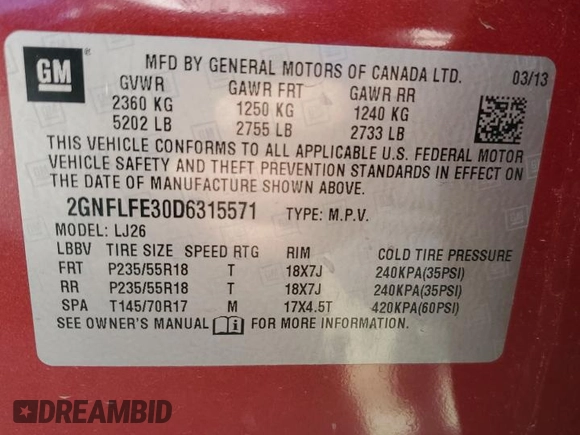 GM
MFD BY GENERAL MOTORS OF CANADA LTD. 03/13
GVWR GAWR FRT GAWR RR
2360 KG 1250 KG 1240 KG
5202 LB 2755 LB 2733 LB
THIS VEHICLE CONFORMS TO ALL APPLICABLE U.S. FEDERAL MOTOR
VEHICLE SAFETY AND THEFT PREVENTION STANDARDS IN EFFECT ON
THE DATE OF MANUFACTURE SHOWN ABOVE.
2GNFLFE30D6315571 TYPE: M.P.V.
MODEL: LJ26
LBBV TIRE SIZE SPEED RTG RIM COLD TIRE PRESSURE
FRT P235/55R18 T 18X7J 240KPA(35PSI)
RR P235/55R18 T 18X7J 240KPA(35PSI)
SPA T145/70R17 M 17X4.5T 420KPA(60PSI)
SEE OWNER'S MANUAL FOR MORE INFORMATION.
DREAMBID